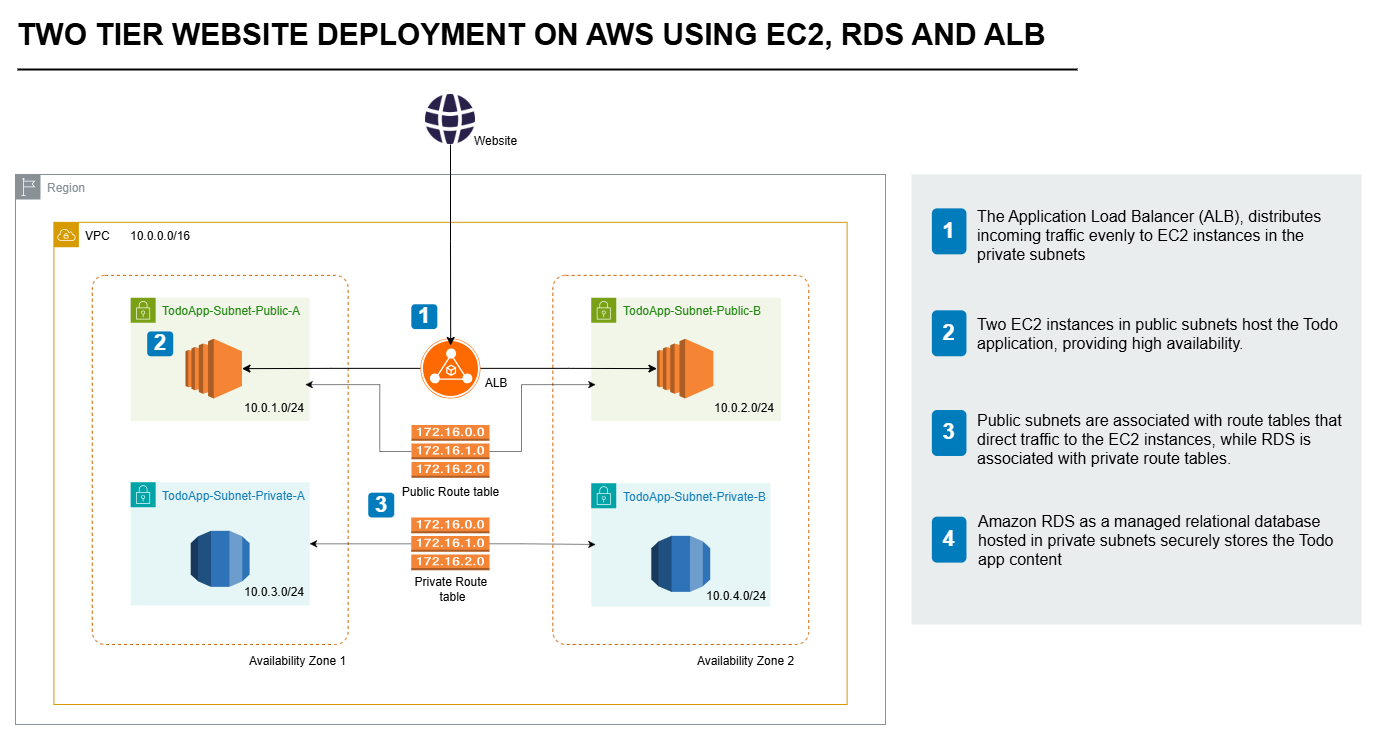 TWO TIER WEBSITE DEPLOYMENT ON AWS USING EC2, RDS AND ALB
Website
Region
VPC 10.0.0.0/16
TodoApp-Subnet-Public-A
2
10.0.1.0/24
1
ALB
TodoApp-Subnet-Public-B
10.0.2.0/24
172.16.0.0
172.16.1.0
172.16.2.0
Public Route table
TodoApp-Subnet-Private-A
10.0.3.0/24
3
172.16.0.0
172.16.1.0
172.16.2.0
Private Route
table
TodoApp-Subnet-Private-B
10.0.4.0/24
Availability Zone 1
Availability Zone 2
1
The Application Load Balancer (ALB), distributes
incoming traffic evenly to EC2 instances in the
private subnets
2
Two EC2 instances in public subnets host the Todo
application, providing high availability.
3
Public subnets are associated with route tables that
direct traffic to the EC2 instances, while RDS is
associated with private route tables.
4
Amazon RDS as a managed relational database
hosted in private subnets securely stores the Todo
app content